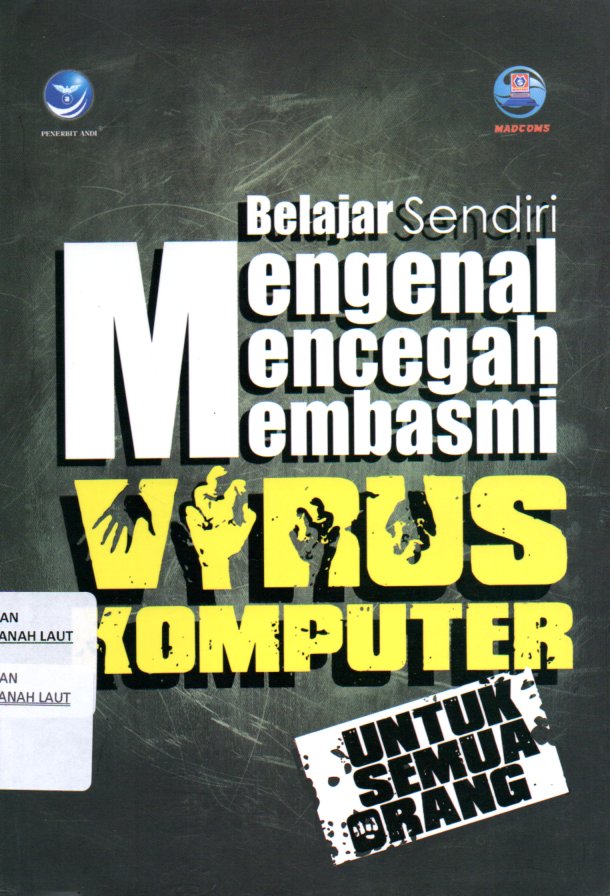 PENERBIT ANDI®
MADCOMS
Belajar Sendiri
Mengenal
Mencegah
Membasmi
VIRUS
KOMPUTER
AN
ANAH LAUT
AN
ANAH LAUT
UNTUK
SEMUA
ORANG